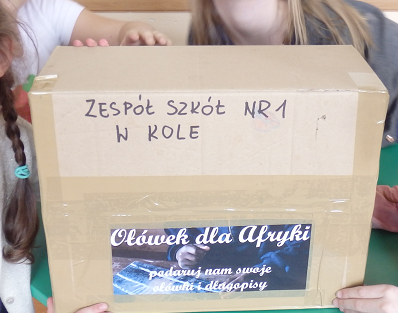 ZESPÓŁ SZKÓŁ NR 1
W KOLE
Ołówek dla Afryki
podaruj nam swoje
ołówki i długopisy